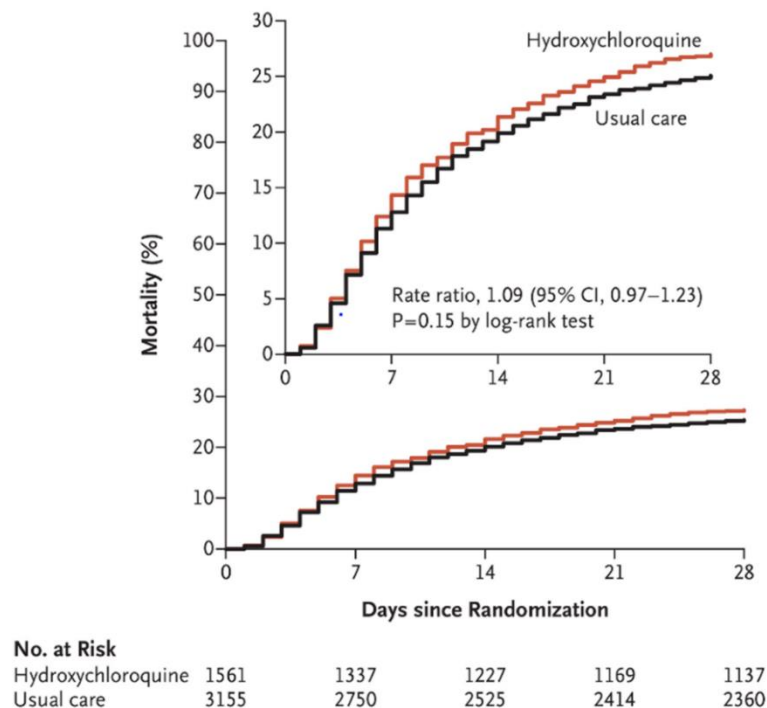 30
100
Hydroxychloroquine
25
90
Usual care
80
20
70
15
60
10
Mortality (%)
50
Rate ratio, 1.09 (95% CI, 0.97–1.23)
5
P=0.15 by log-rank test
40
0
0 7 14 21 28
30
20
10
0
0 7 14 21 28
Days since Randomization
No. at Risk
Hydroxychloroquine 1561 1337 1227 1169 1137
Usual care 3155 2750 2525 2414 2360